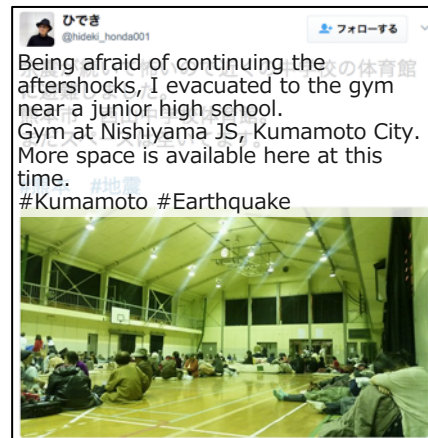 ひでき
@hideki_honda001
フォローする
Being afraid of continuing the
aftershocks, I evacuated to the gym
near a junior high school.
Gym at Nishiyama JS, Kumamoto City.
More space is available here at this
time.
#地震
#Kumamoto #Earthquake